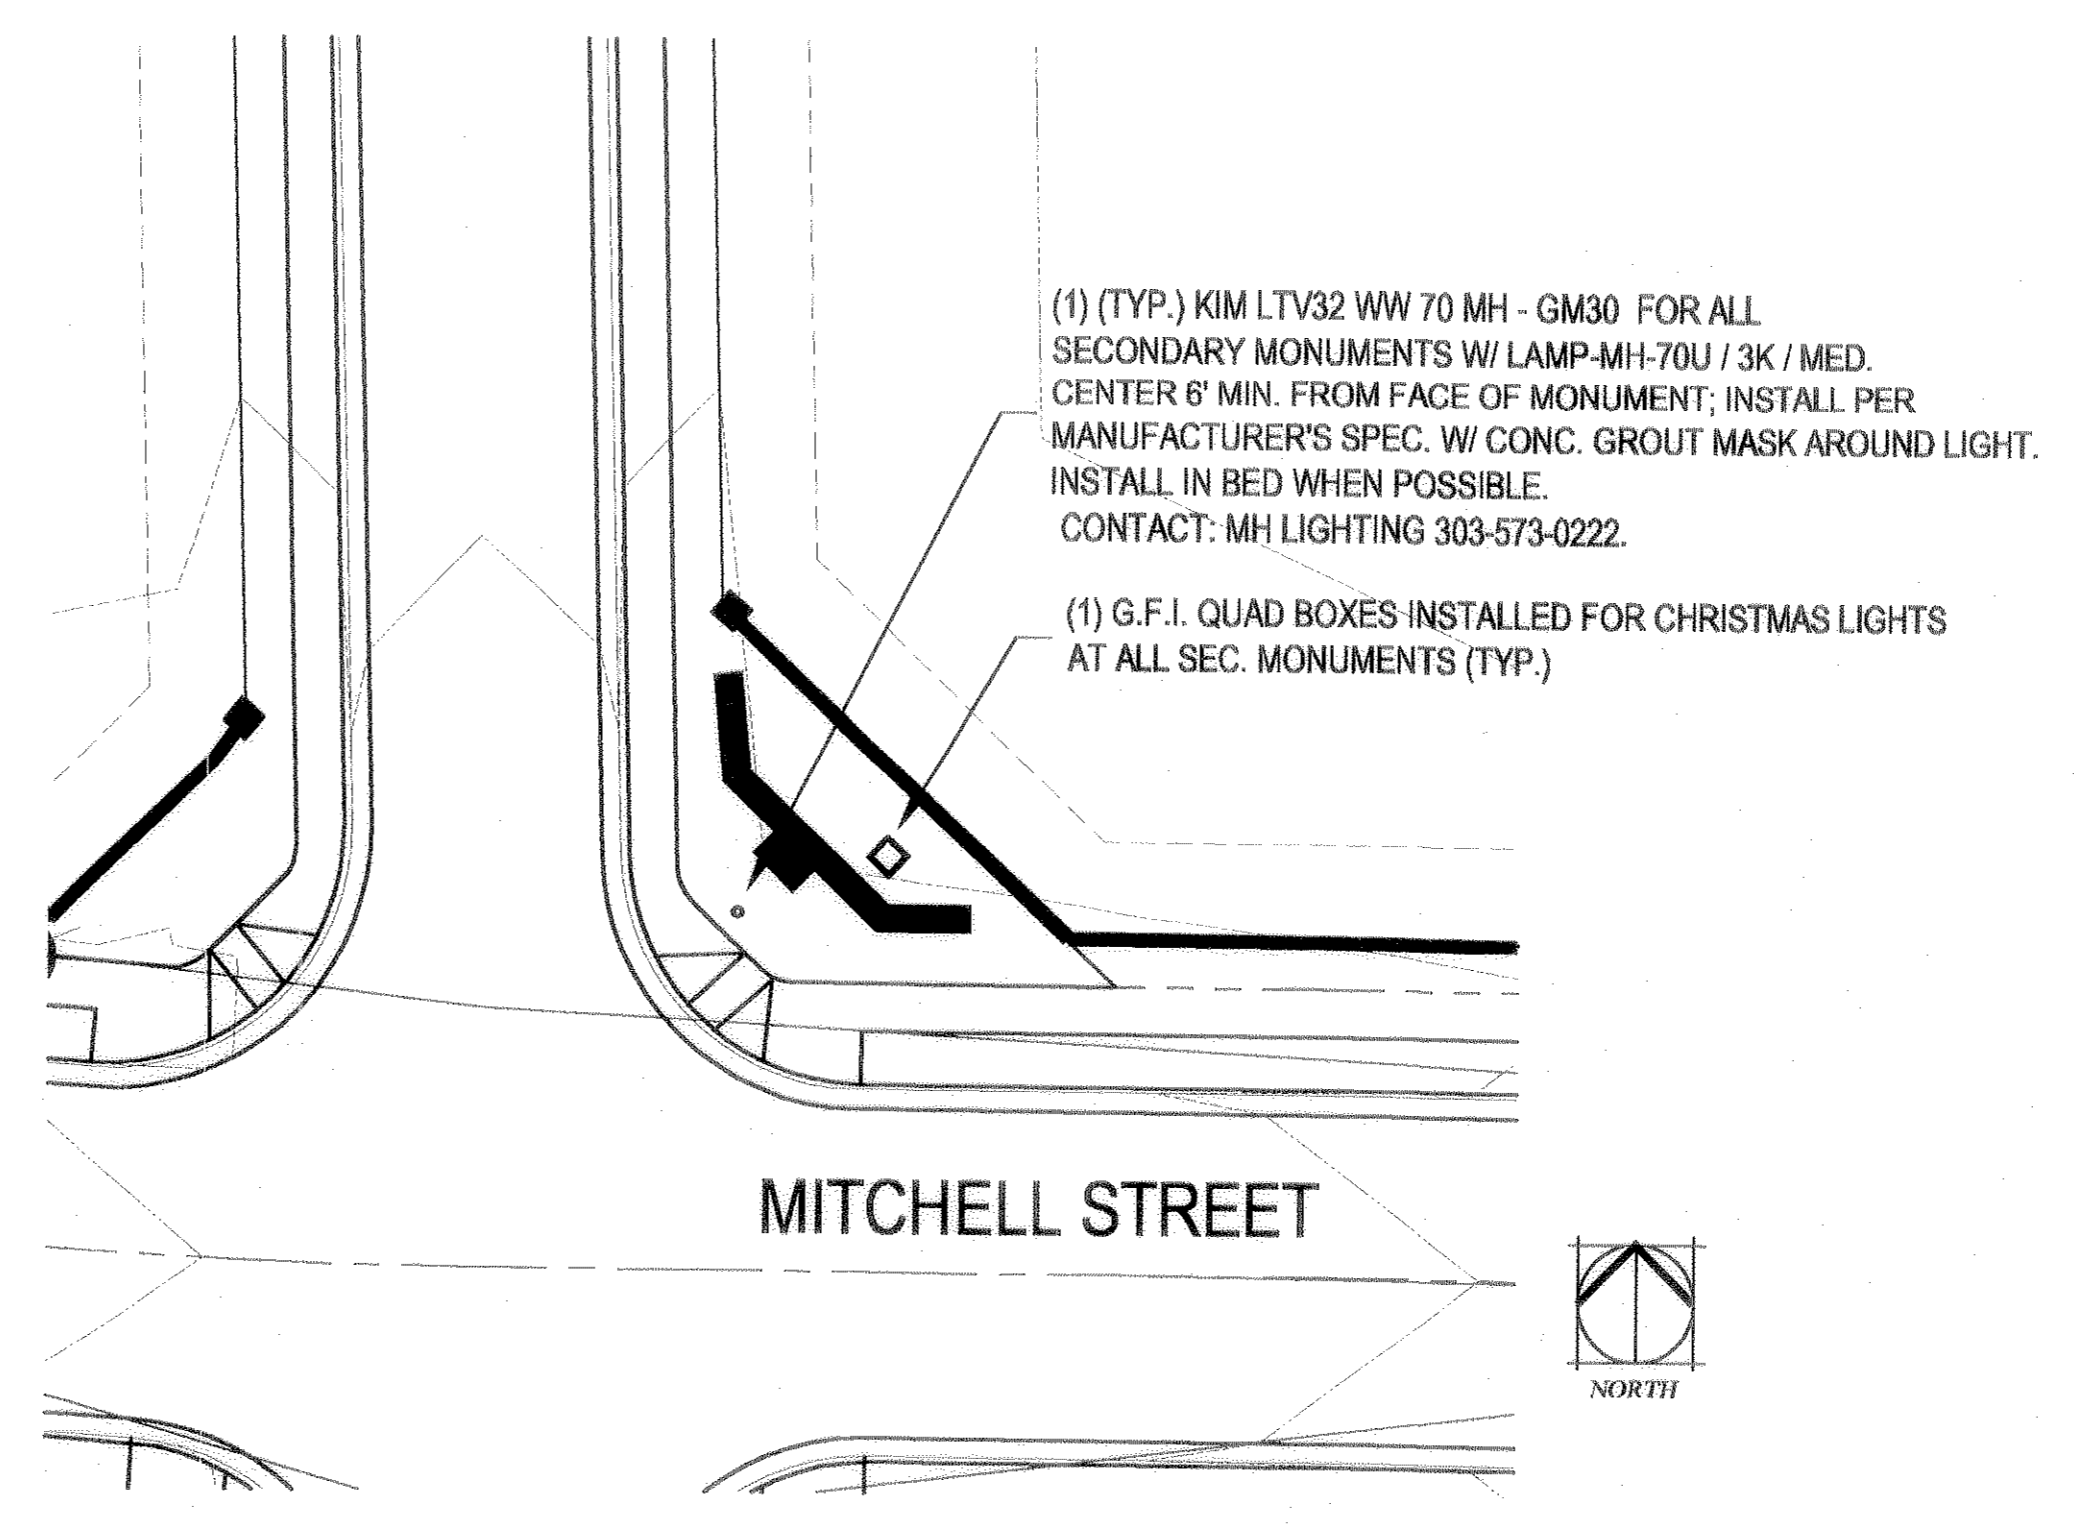 (1) (TYP.) KIM LTV32 WW 70 MH - GM30 FOR ALL
SECONDARY MONUMENTS W/ LAMP-MH-70U / 3K / MED.
CENTER 6' MIN. FROM FACE OF MONUMENT; INSTALL PER
MANUFACTURER'S SPEC. W/ CONC. GROUT MASK AROUND LIGHT.
INSTALL IN BED WHEN POSSIBLE.
CONTACT: MH LIGHTING 303-573-0222.
(1) G.F.I. QUAD BOXES INSTALLED FOR CHRISTMAS LIGHTS
AT ALL SEC. MONUMENTS (TYP.)
MITCHELL STREET
NORTH